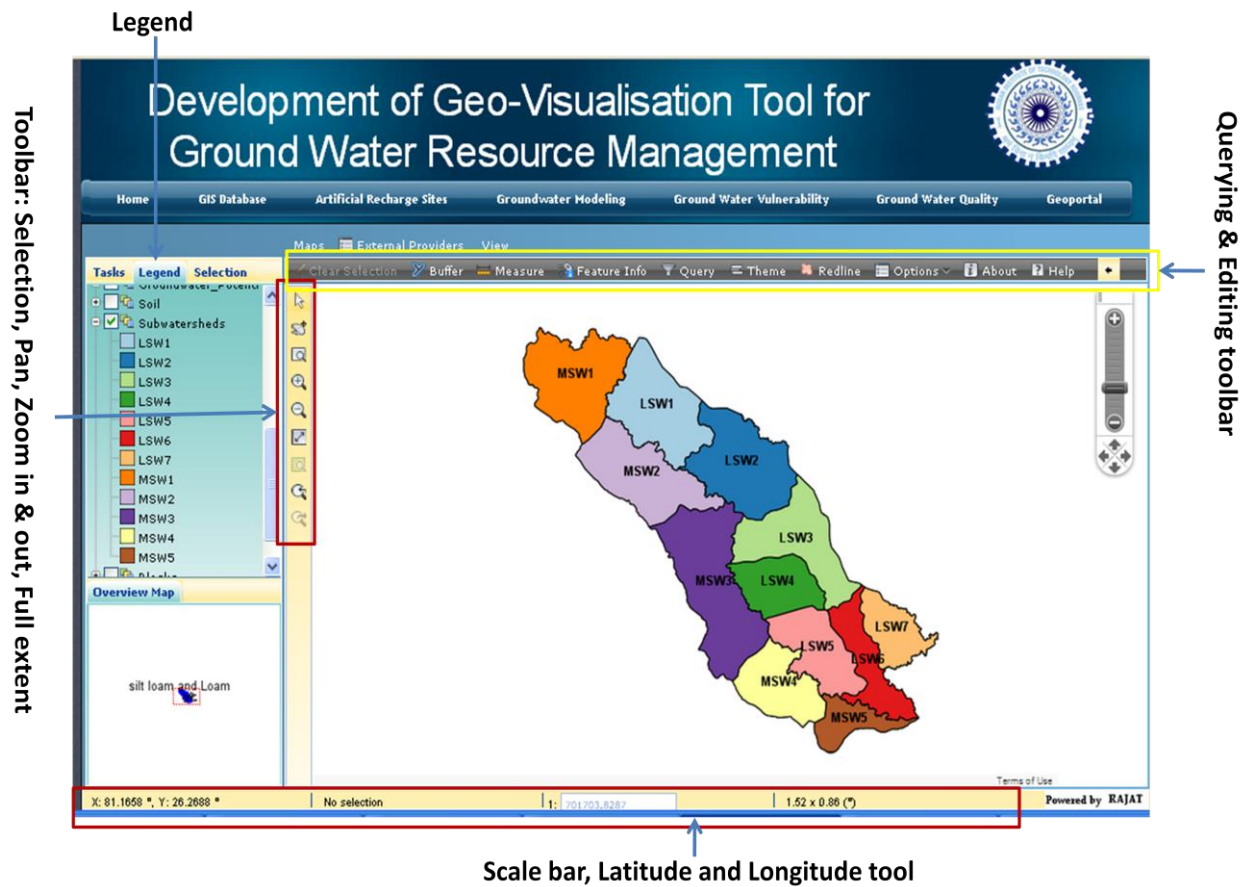 Legend
Development of Geo-Visualisation Tool for
Ground Water Resource Management
Home GIS Database Artificial Recharge Sites Groundwater Modeling Ground Water Vulnerability Ground Water Quality Geoportal
Maps External Providers View
Clear Selection Buffer Measure Feature Info Query Theme Redline Options About Help
Tasks Legend Selection
Soil
Subwatersheds
LSW1
LSW2
LSW3
LSW4
LSW5
LSW6
LSW7
MSW1
MSW2
MSW3
MSW4
MSW5
Overview Map
silt loam and Loam
MSW1
LSW1
MSW2
LSW2
LSW3
MSW3
LSW4
LSW7
LSW5
LSW6
MSW4
MSW5
Terms of Use
X: 81.1658 °, Y: 26.2688 ° No selection 1: 701703.8287 1.52 x 0.86 (°) Powered by RAJAT
Toolbar: Selection, Pan, Zoom in & out, Full extent
Querying & Editing toolbar
Scale bar, Latitude and Longitude tool